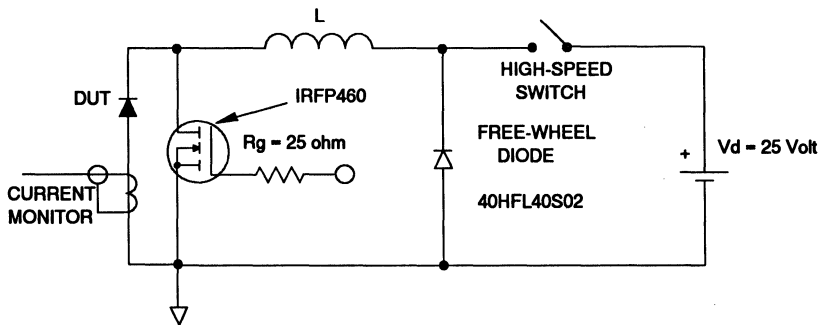 L
HIGH-SPEED
SWITCH
DUT
IRFP460
Rg = 25 ohm
FREE-WHEEL
DIODE
40HFL40S02
+
Vd = 25 Volt
CURRENT
MONITOR